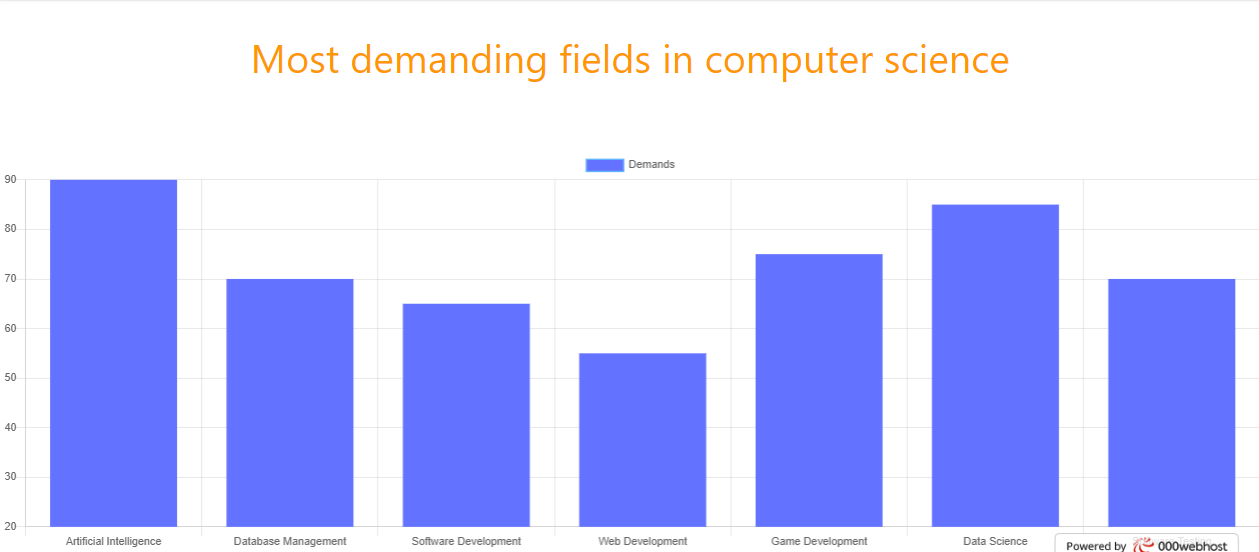 Most demanding fields in computer science
Demands
90
80
70
60
50
40
30
20
Artificial Intelligence
Database Management
Software Development
Web Development
Game Development
Data Science
Powered by 000webhost